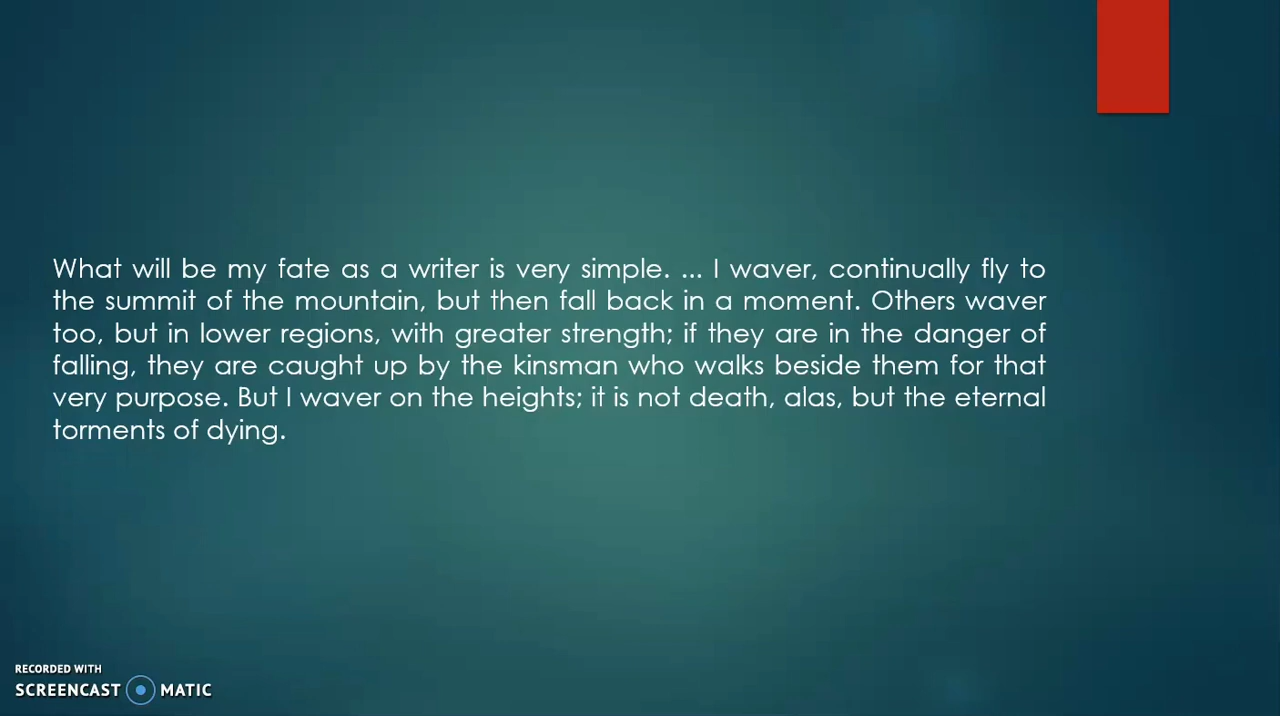 What will be my fate as a writer is very simple. ... I waver, continually fly to
the summit of the mountain, but then fall back in a moment. Others waver
too, but in lower regions, with greater strength; if they are in the danger of
falling, they are caught up by the kinsman who walks beside them for that
very purpose. But I waver on the heights; it is not death, alas, but the eternal
torments of dying.
RECORDED WITH
SCREENCAST MATIC